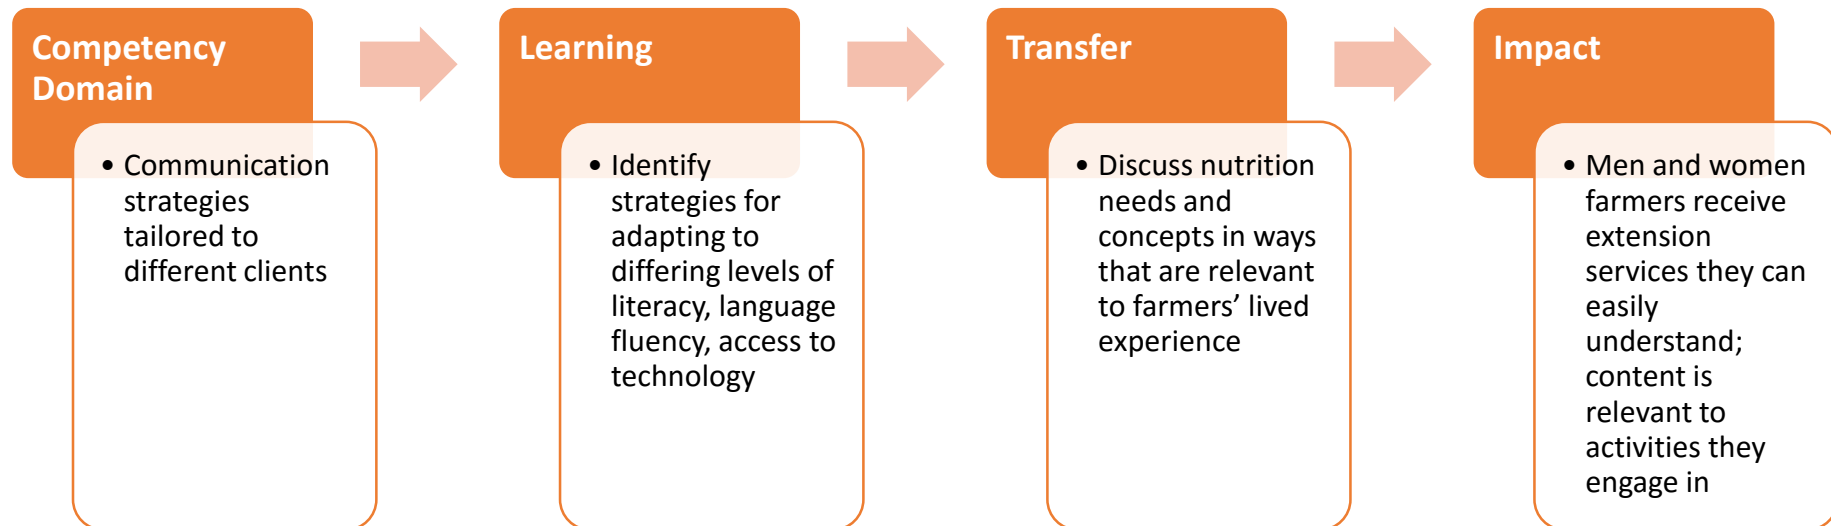 Competency
Domain
• Communication
strategies
tailored to
different clients
Learning
• Identify
strategies for
adapting to
differing levels of
literacy, language
fluency, access to
technology
Transfer
• Discuss nutrition
needs and
concepts in ways
that are relevant
to farmers’ lived
experience
Impact
• Men and women
farmers receive
extension
services they can
easily
understand;
content is
relevant to
activities they
engage in